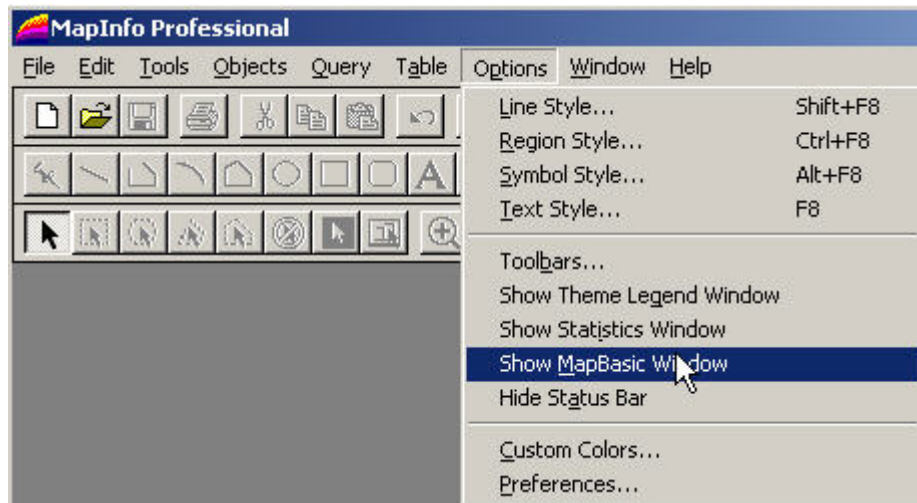 MapInfo Professional
File Edit Tools Objects Query Table Options Window Help
Line Style... Shift+F8
Region Style... Ctrl+F8
Symbol Style... Alt+F8
Text Style... F8
A
Toolbars...
Show Theme Legend Window
Show Statistics Window
Show MapBasic Window
Hide Status Bar
Custom Colors...
Preferences...